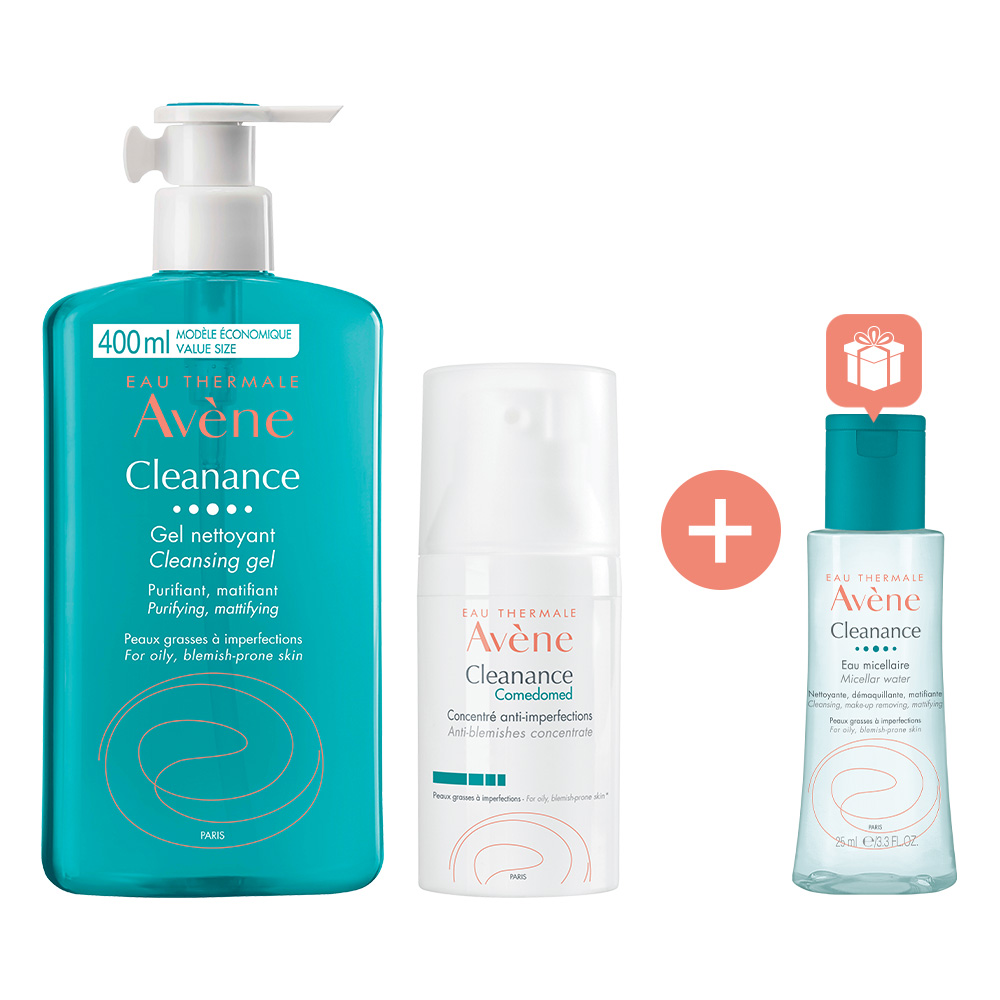 400ml MODÈLE ÉCONOMIQUE
VALUE SIZE
EAU THERMALE
Avène
Cleanance
Gel nettoyant
Cleansing gel
Purifiant, matifiant
Purifying, mattifying
Peaux grasses à imperfections
For oily, blemish-prone skin
PARIS
EAU THERMALE
Avène
Cleanance
Comedomed
Concentré anti-imperfections
Anti-blemishes concentrate
Peaux grasses à imperfections - For oily, blemish-prone skin*
PARIS
+
EAU THERMALE
Avène
Cleanance
Eau micellaire
Micellar water
Nettoyante, démaquillante, matifiante
Cleansing, make-up removing, mattifying
Peaux grasses à imperfections
For oily, blemish-prone skin
PARIS
25 ml ℮/3.3 FL.OZ.